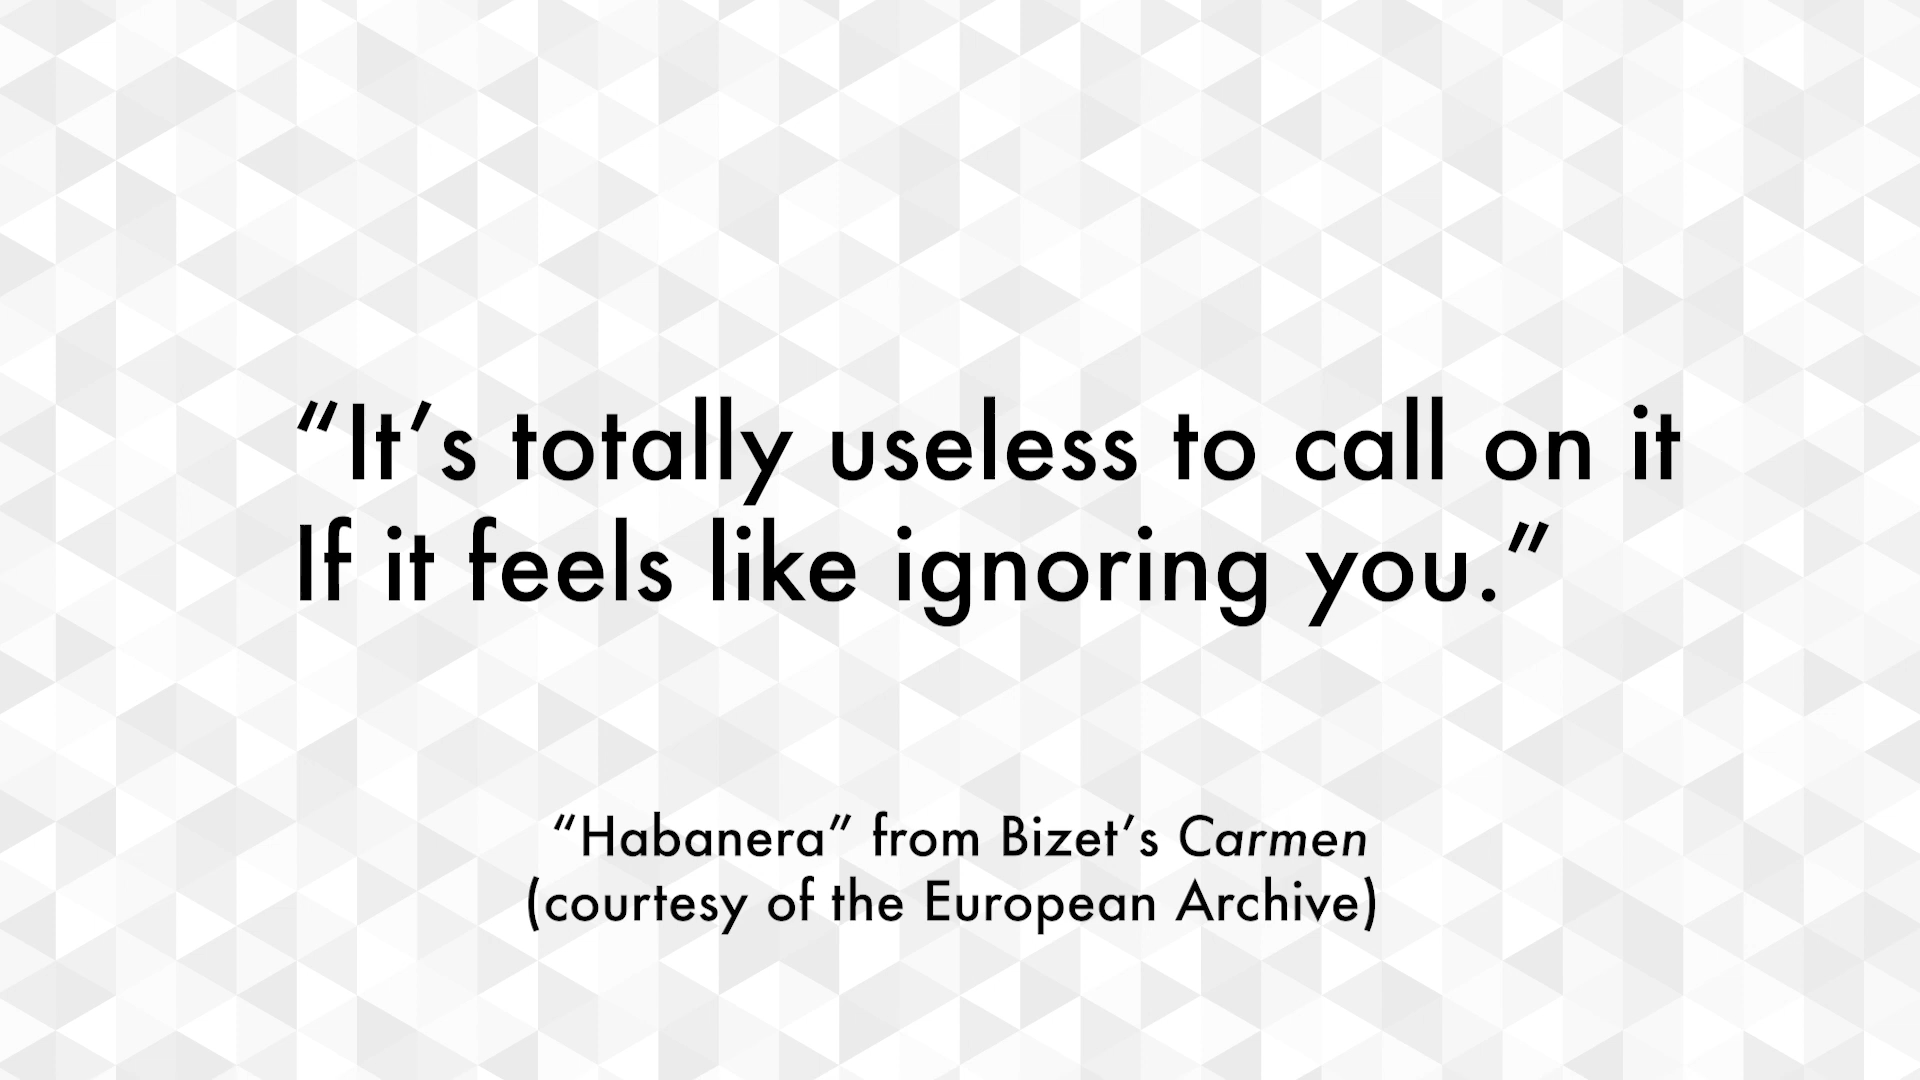 “It’s totally useless to call on it
If it feels like ignoring you.”
“Habanera” from Bizet’s Carmen
(courtesy of the European Archive)